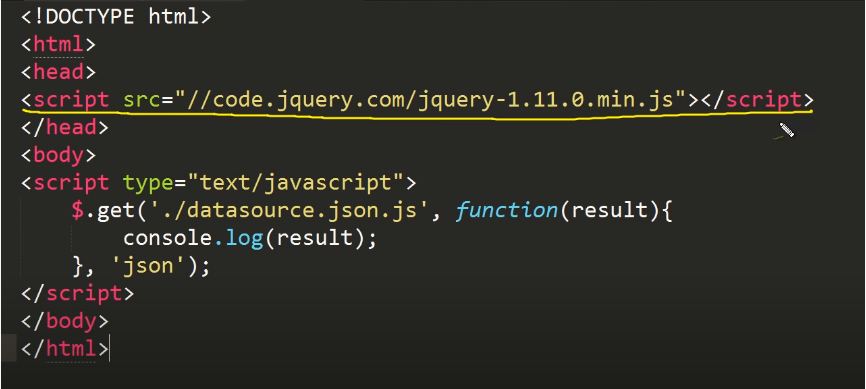 <!DOCTYPE html>
<html>
<head>
<script src="//code.jquery.com/jquery-1.11.0.min.js"></script>
</head>
<body>
<script type="text/javascript">
    $.get('./datasource.json.js', function(result){
        console.log(result);
    }, 'json');
</script>
</body>
</html>